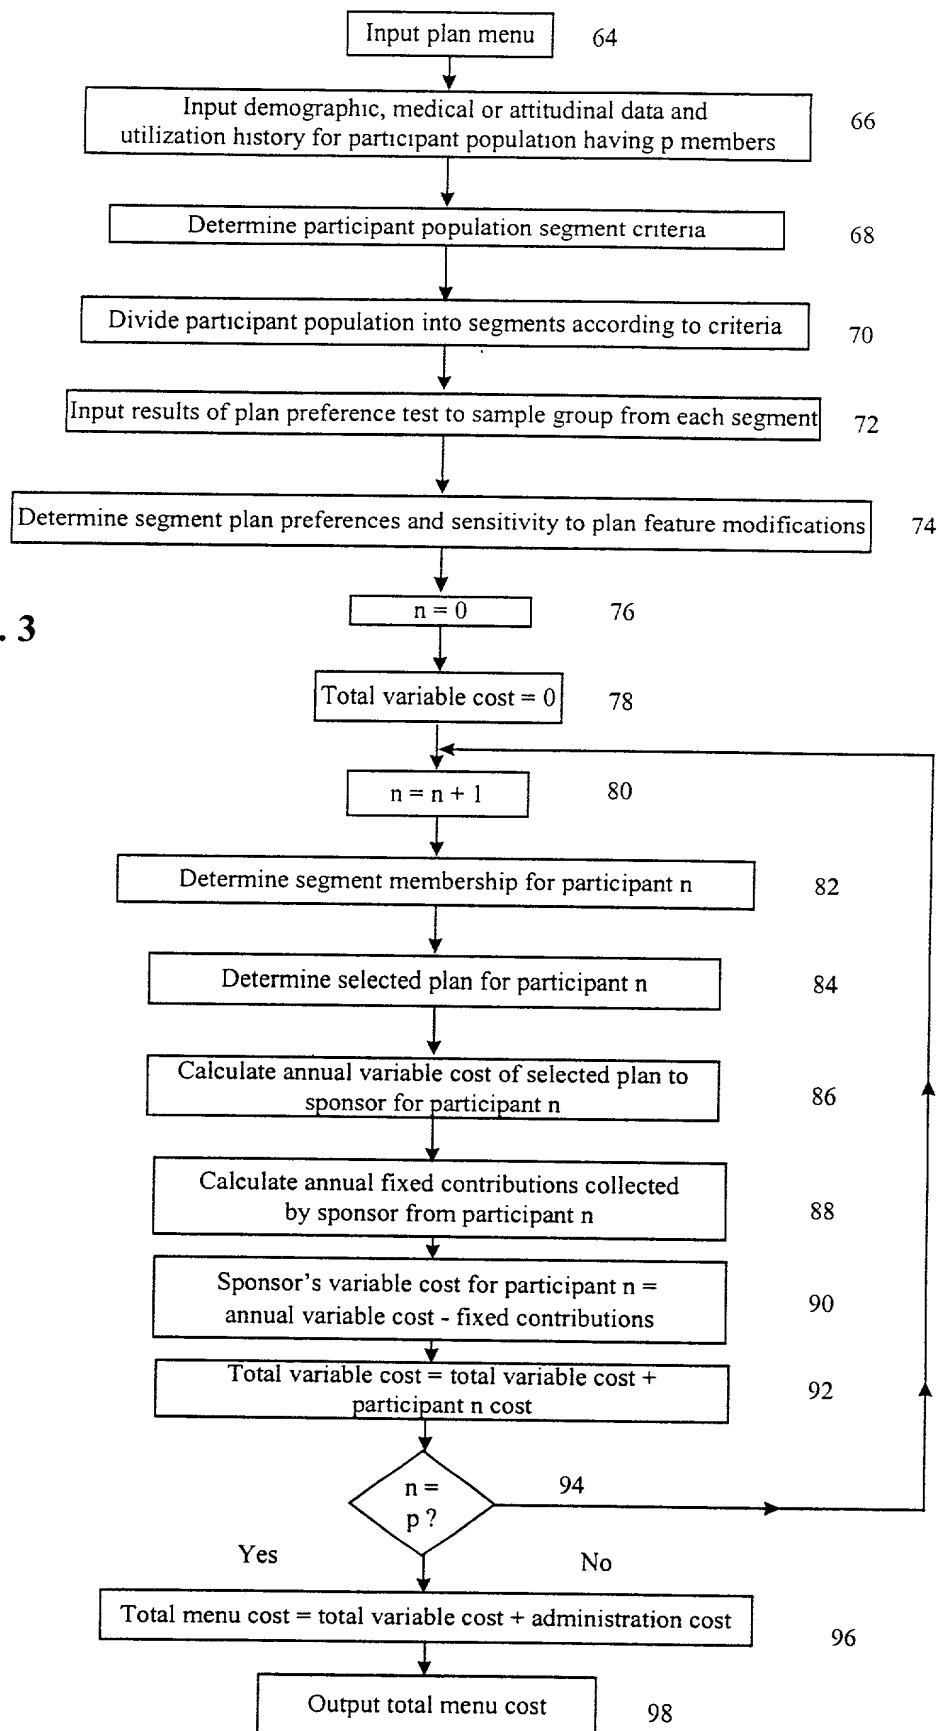 Input plan menu 64
Input demographic, medical or attitudinal data and
utilization history for participant population having p members
66
Determine participant population segment criteria 68
Divide participant population into segments according to criteria 70
Input results of plan preference test to sample group from each segment 72
Determine segment plan preferences and sensitivity to plan feature modifications 74
n = 0 76
. 3
Total variable cost = 0 78
n = n + 1 80
Determine segment membership for participant n 82
Determine selected plan for participant n 84
Calculate annual variable cost of selected plan to
sponsor for participant n
86
Calculate annual fixed contributions collected
by sponsor from participant n
88
Sponsor's variable cost for participant n =
annual variable cost - fixed contributions
90
Total variable cost = total variable cost +
participant n cost
92
n =
p ?
94
Yes No
Total menu cost = total variable cost + administration cost 96
Output total menu cost 98